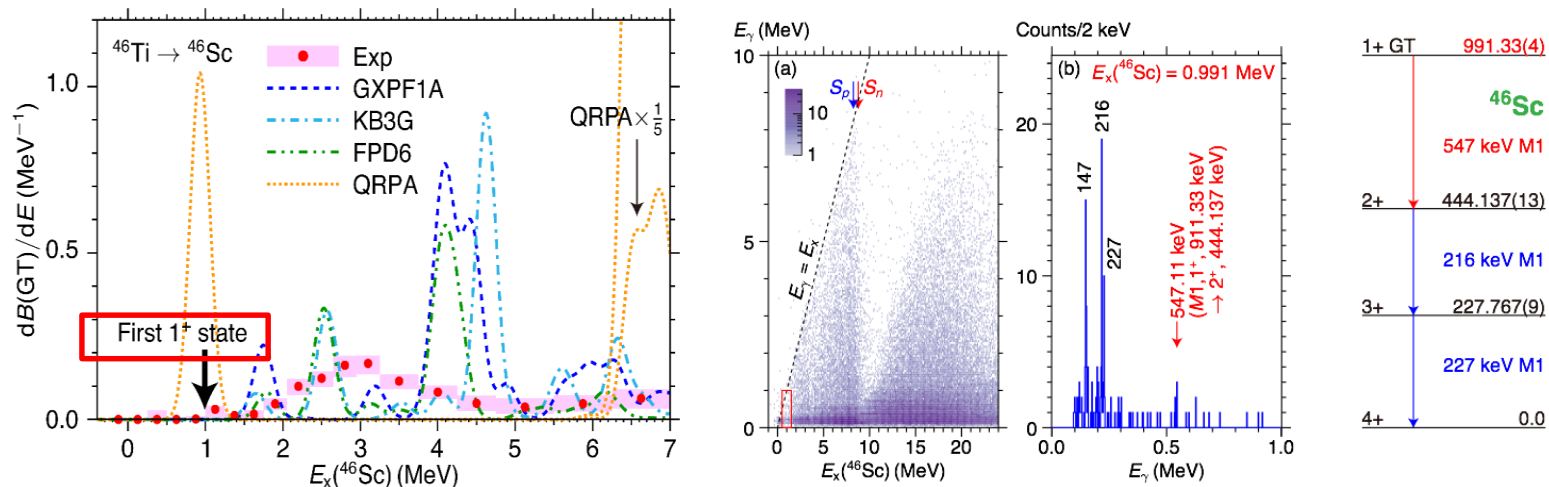 ⁴⁶Ti → ⁴⁶Sc
Exp
GXPF1A
KB3G
FPD6
QRPA
QRPA×1/5
First 1⁺ state
dB(GT)/dE (MeV⁻¹)
1.0
0.5
0.0
0 1 2 3 4 5 6 7
Eₓ(⁴⁶Sc) (MeV)
Eᵧ (MeV)
(a)
Sₚ Sₙ
10
1
Eᵧ = Eₓ
10
5
0
0 5 10 15 20
Eₓ(⁴⁶Sc) (MeV)
Counts/2 keV
(b) Eₓ(⁴⁶Sc) = 0.991 MeV
216
147
227
547.11 keV
(M1,1⁺, 911.33 keV
→ 2⁺, 444.137 keV)
20
10
0
0.0 0.5 1.0
Eᵧ (MeV)
1+ GT 991.33(4)
⁴⁶Sc
547 keV M1
2+ 444.137(13)
216 keV M1
3+ 227.767(9)
227 keV M1
4+ 0.0